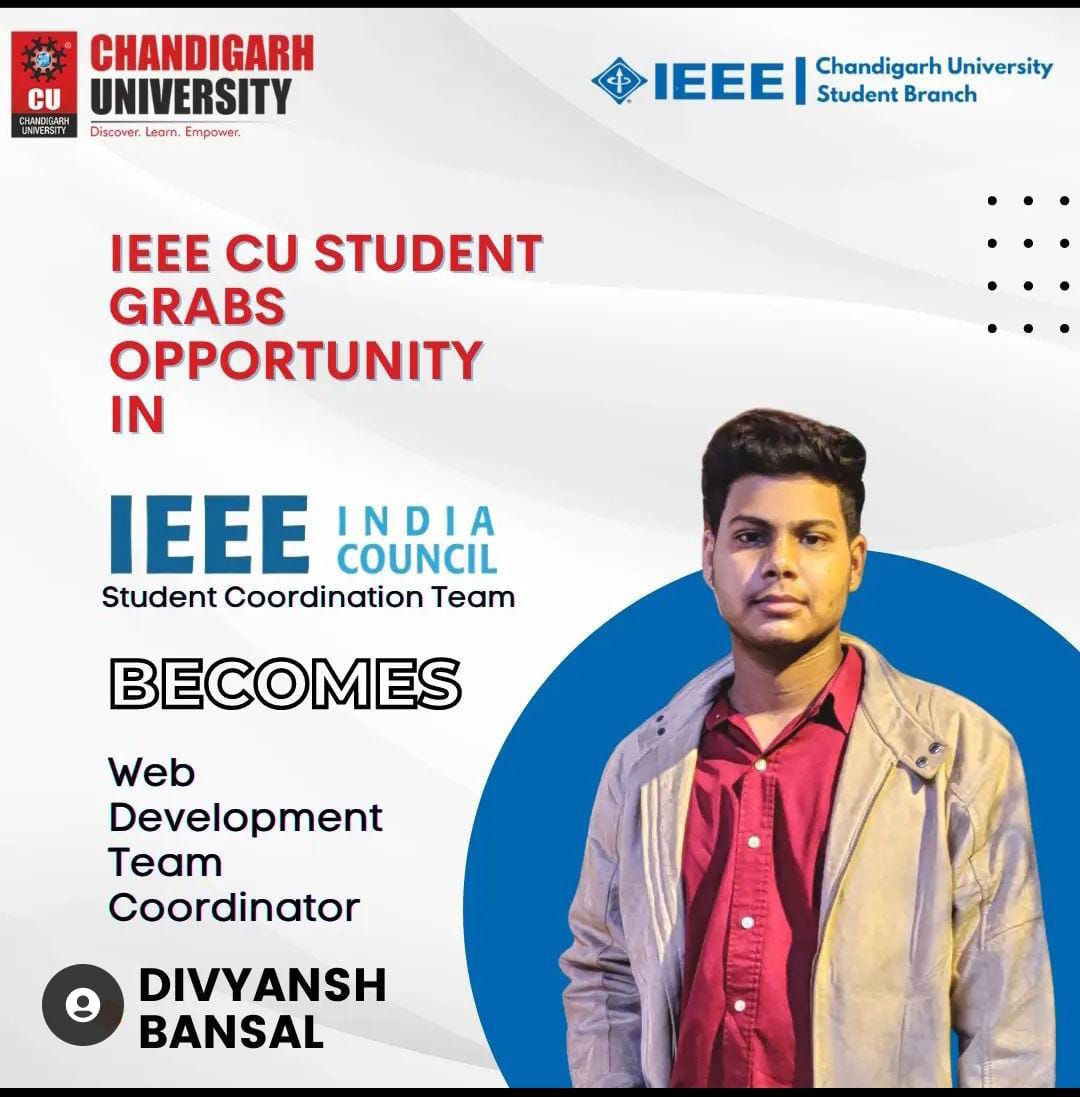 CHANDIGARH
UNIVERSITY
Discover. Learn. Empower.
CU
CHANDIGARH
UNIVERSITY
IEEE
Chandigarh University
Student Branch
IEEE CU STUDENT
GRABS
OPPORTUNITY
IN
IEEE
INDIA
COUNCIL
Student Coordination Team
BECOMES
Web
Development
Team
Coordinator
DIVYANSH
BANSAL